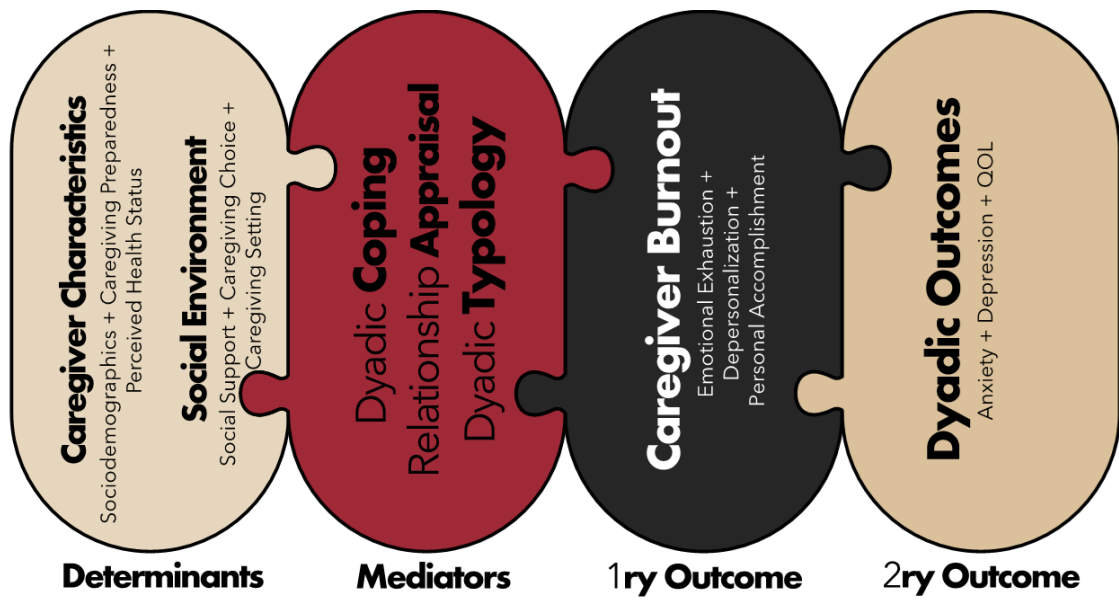 Caregiver Characteristics
Sociodemographics + Caregiving Preparedness +
Perceived Health Status
Social Environment
Social Support + Caregiving Choice +
Caregiving Setting
Determinants
Dyadic Coping
Relationship Appraisal
Dyadic Typology
Mediators
Caregiver Burnout
Emotional Exhaustion +
Depersonalization +
Personal Accomplishment
1ry Outcome
Dyadic Outcomes
Anxiety + Depression + QOL
2ry Outcome